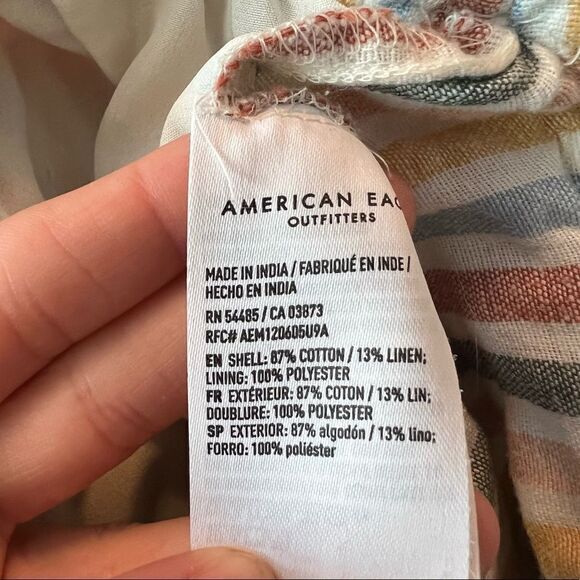 AMERICAN
OUTFITTERS
MADE IN INDIA / FABRIQUÉ EN INDE /
HECHO EN INDIA
RN 54485 / CA 03873
RFC# AEM120605U9A
EN SHELL: 87% COTTON / 13% LINEN;
LINING: 100% POLYESTER
FR EXTÉRIEUR: 87% COTON / 13% LIN;
DOUBLURE: 100% POLYESTER
SP EXTERIOR: 87% algodón / 13% lino;
FORRO: 100% poliéster